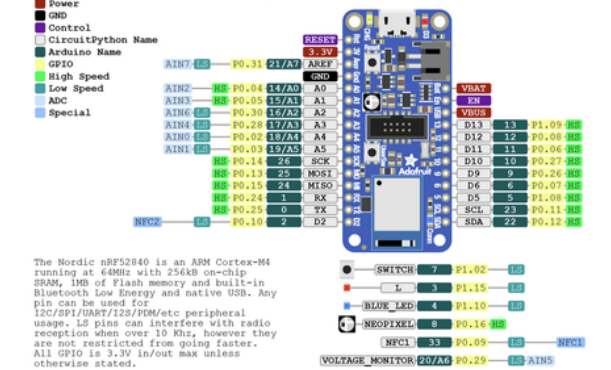 Power
GND
Control
CircuitPython Name
Arduino Name
GPIO
High Speed
Low Speed
ADC
Special
RESET
3.3V
AIN7 LS P0.31 21/A7 AREF
GND
AIN2 HS P0.04 14/A0 A0 VBAT
AIN3 HS P0.05 15/A1 A1 EN
AIN6 LS P0.30 16/A2 A2 VBUS
AIN4 LS P0.28 17/A3 A3 D13 13 P1.09 HS
AIN0 LS P0.02 18/A4 A4 D12 12 P0.08 HS
AIN1 LS P0.03 19/A5 A5 D11 11 P0.06 HS
HS P0.14 26 SCK D10 10 P0.27 HS
HS P0.13 25 MOSI D9 9 P0.26 HS
HS P0.15 24 MISO D6 6 P0.07 HS
HS P0.24 1 RX D5 5 P1.08 HS
HS P0.25 0 TX SCL 23 P0.11 HS
NFC2 LS P0.10 2 D2 SDA 22 P0.12 HS
Adafruit
The Nordic nRF52840 is an ARM Cortex-M4
running at 64MHz with 256kB on-chip
SRAM, 1MB of Flash memory and built-in
Bluetooth Low Energy and native USB. Any
pin can be used for
I2C/SPI/UART/I2S/PDM/etc peripheral
usage. LS pins can interfere with radio
reception when over 10 Khz, however they
are not restricted from going faster.
All GPIO is 3.3V in/out max unless
otherwise stated.
SWITCH 7 P1.02 LS
L 3 P1.15 LS
BLUE_LED 4 P1.10 LS
NEOPIXEL 8 P0.16 HS
NFC1 33 P0.09 LS NFC1
VOLTAGE_MONITOR 20/A6 P0.29 LS AIN5